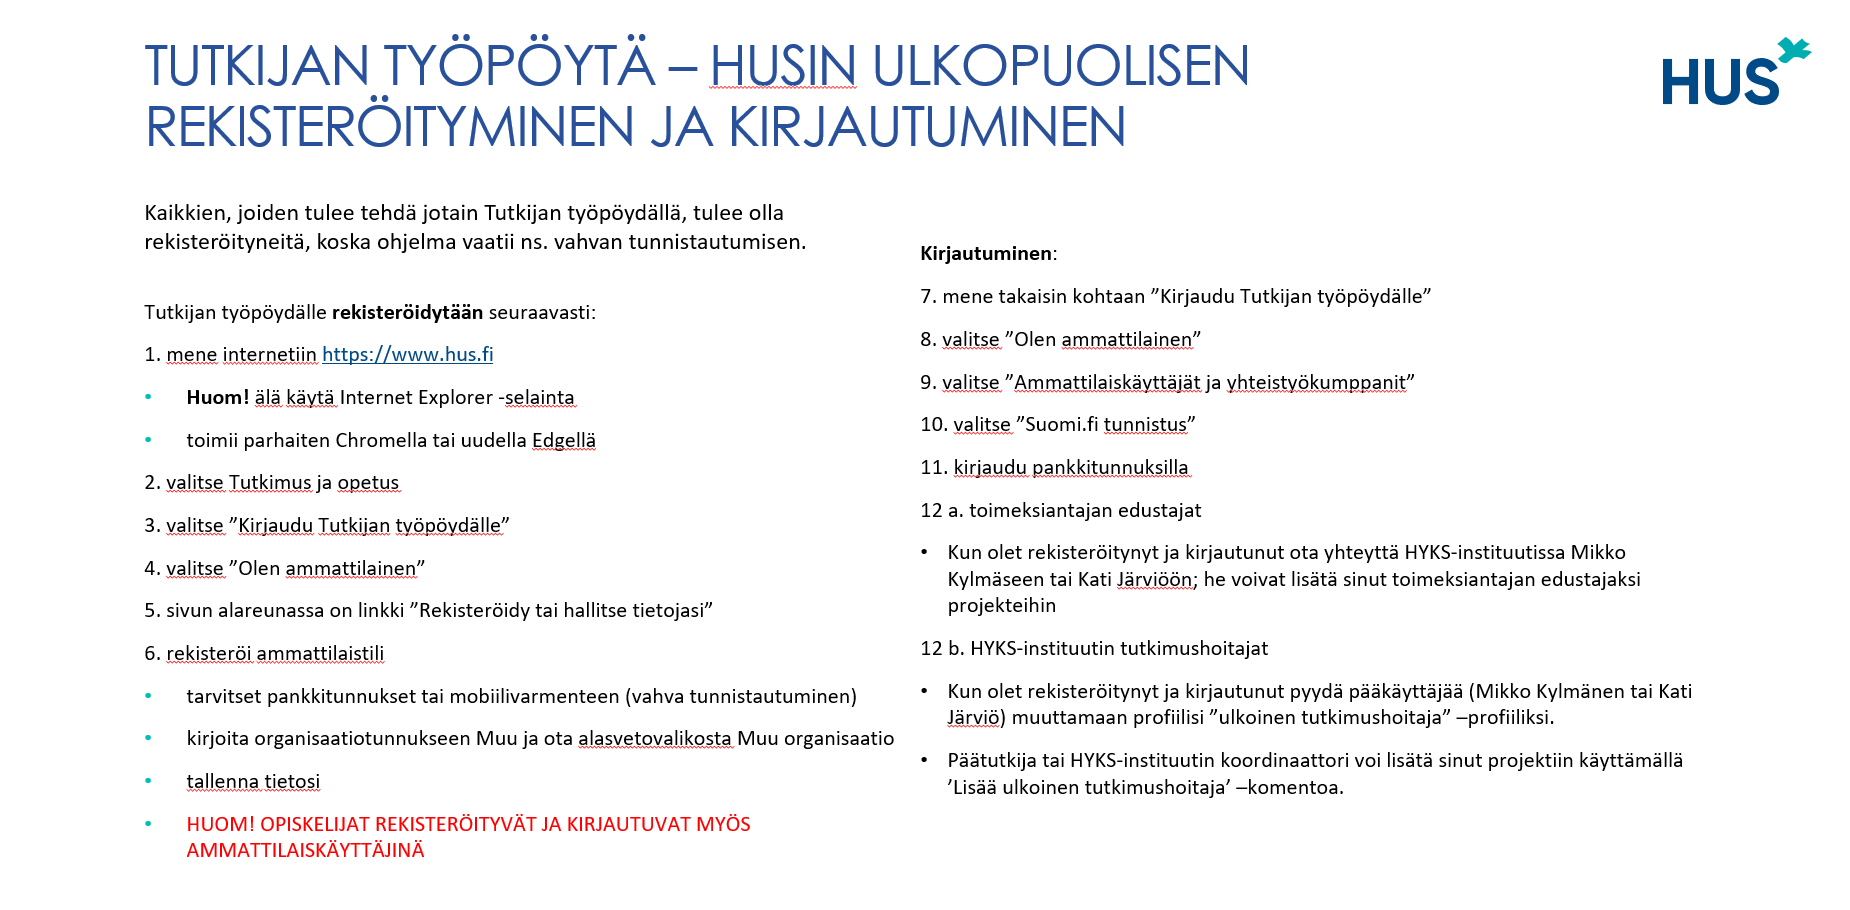 TUTKIJAN TYÖPÖYTÄ – HUSIN ULKOPUOLISEN
REKISTERÖITYMINEN JA KIRJAUTUMINEN
HUS
Kaikkien, joiden tulee tehdä jotain Tutkijan työpöydällä, tulee olla
rekisteröityneitä, koska ohjelma vaatii ns. vahvan tunnistautumisen.
Tutkijan työpöydälle rekisteröidytään seuraavasti:
1. mene internetiin https://www.hus.fi
• Huom! älä käytä Internet Explorer -selainta
• toimii parhaiten Chromella tai uudella Edgellä
2. valitse Tutkimus ja opetus
3. valitse ”Kirjaudu Tutkijan työpöydälle”
4. valitse ”Olen ammattilainen”
5. sivun alareunassa on linkki ”Rekisteröidy tai hallitse tietojasi”
6. rekisteröi ammattilaistili
• tarvitset pankkitunnukset tai mobiilivarmenteen (vahva tunnistautuminen)
• kirjoita organisaatiotunnukseen Muu ja ota alasvetovalikosta Muu organisaatio
• tallenna tietosi
• HUOM! OPISKELIJAT REKISTERÖITYVÄT JA KIRJAUTUVAT MYÖS
AMMATTILAISKÄYTTÄJINÄ
Kirjautuminen:
7. mene takaisin kohtaan ”Kirjaudu Tutkijan työpöydälle”
8. valitse ”Olen ammattilainen”
9. valitse ”Ammattilaiskäyttäjät ja yhteistyökumppanit”
10. valitse ”Suomi.fi tunnistus”
11. kirjaudu pankkitunnuksilla
12 a. toimeksiantajan edustajat
• Kun olet rekisteröitynyt ja kirjautunut ota yhteyttä HYKS-instituutissa Mikko
Kylmäseen tai Kati Järviöön; he voivat lisätä sinut toimeksiantajan edustajaksi
projekteihin
12 b. HYKS-instituutin tutkimushoitajat
• Kun olet rekisteröitynyt ja kirjautunut pyydä pääkäyttäjää (Mikko Kylmänen tai Kati
Järviö) muuttamaan profiilisi ”ulkoinen tutkimushoitaja” –profiiliksi.
• Päätutkija tai HYKS-instituutin koordinaattori voi lisätä sinut projektiin käyttämällä
’Lisää ulkoinen tutkimushoitaja’ –komentoa.